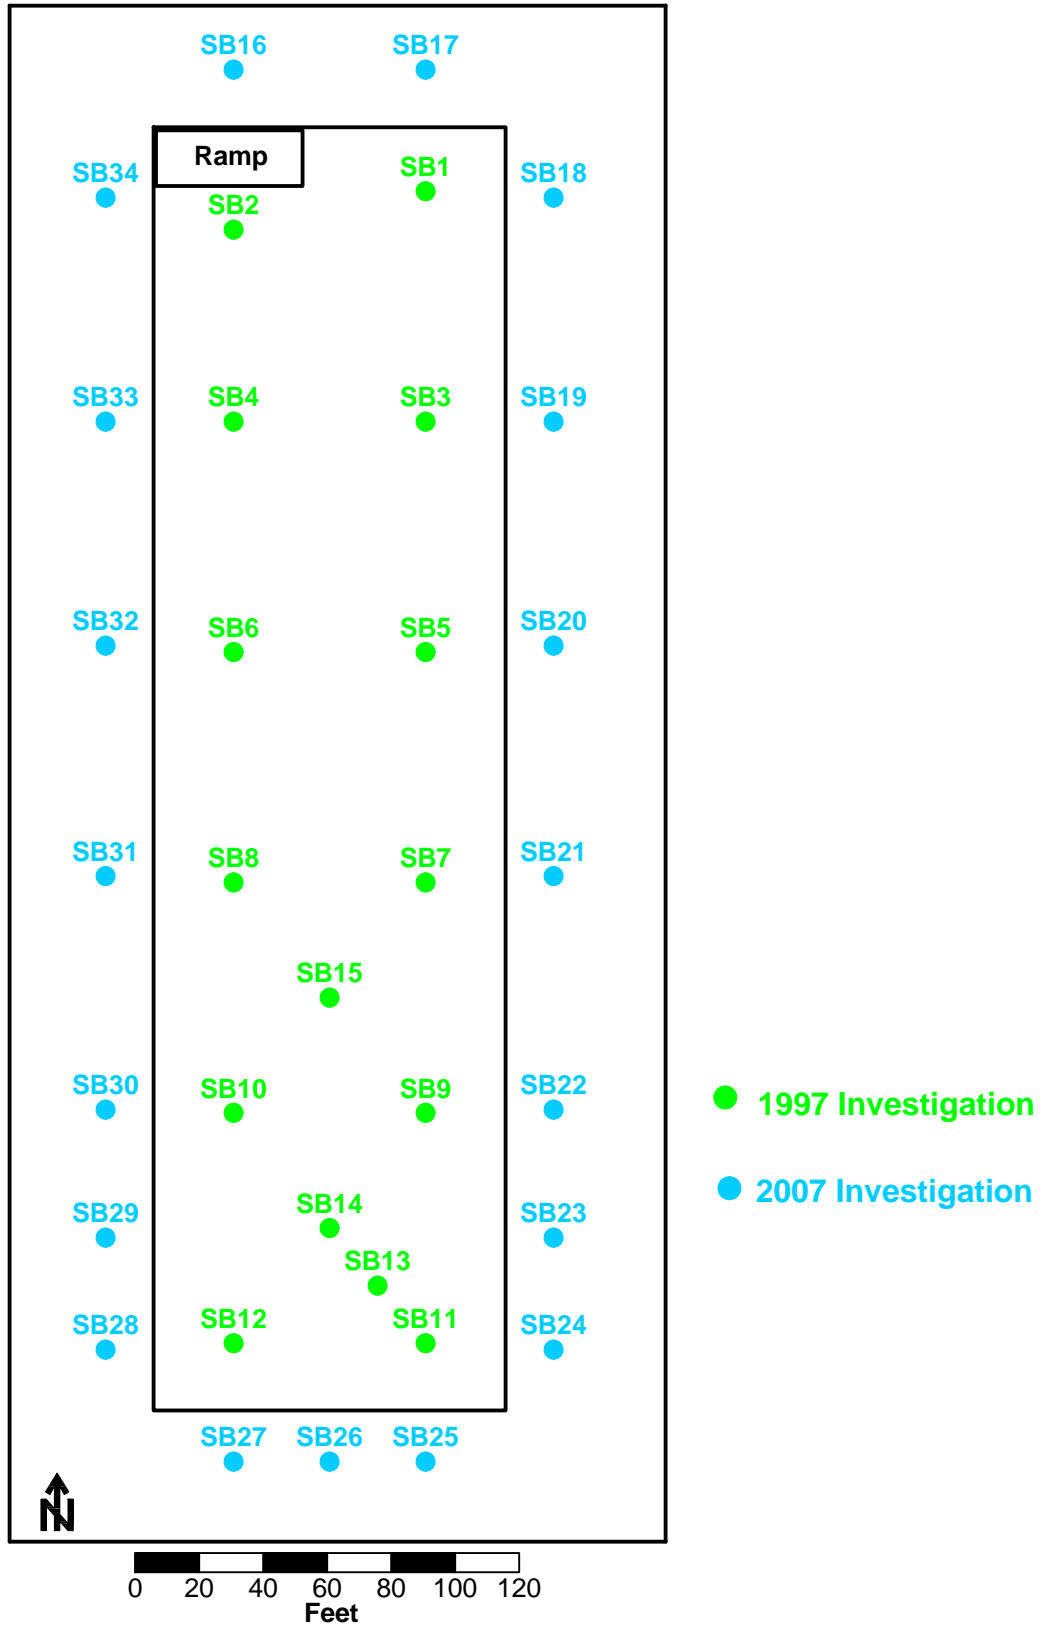 SB16 SB17
Ramp
SB1
SB34 SB18
SB2
SB33 SB4 SB3 SB19
SB32 SB6 SB5 SB20
SB31 SB8 SB7 SB21
SB15
SB30 SB10 SB9 SB22
1997 Investigation
2007 Investigation
SB29 SB14 SB23
SB13
SB28 SB12 SB11 SB24
SB27 SB26 SB25
N
0 20 40 60 80 100 120
Feet